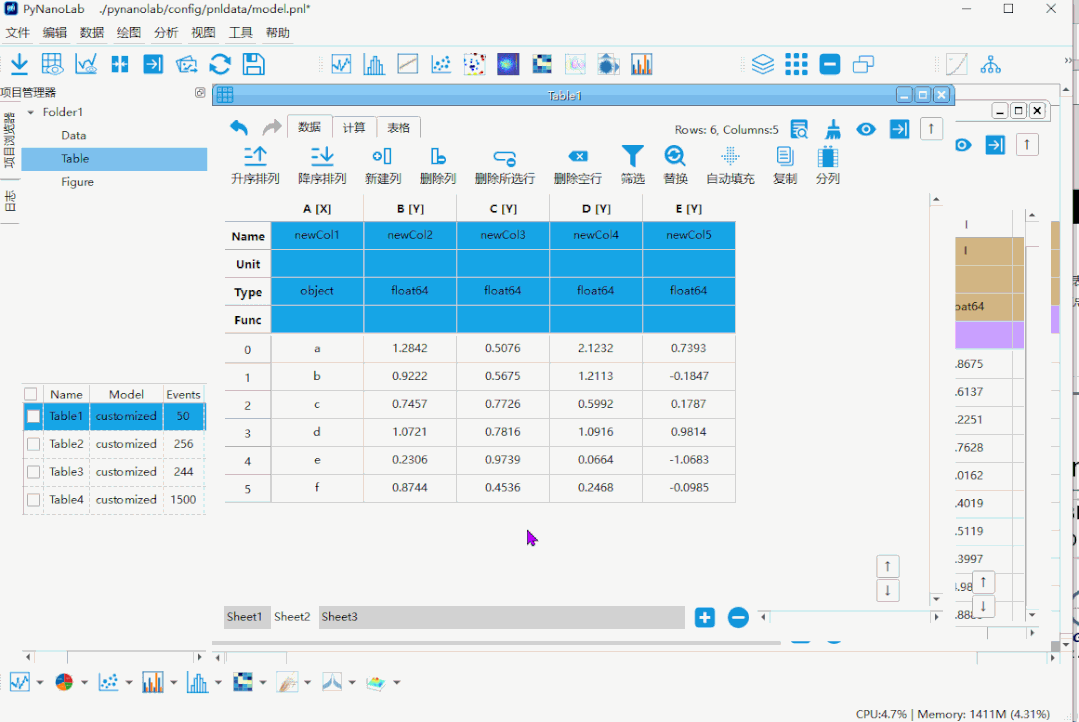 PyNanoLab ./pynanolab/config/pnldata/model.pnl*
文件 编辑 数据 绘图 分析 视图 工具 帮助
项目管理器
项目浏览器
日志
Folder1
Data
Table
Figure
Name Model Events
Table1 customized 50
Table2 customized 256
Table3 customized 244
Table4 customized 1500
Table1
数据 计算 表格
Rows: 6, Columns:5
升序排列 降序排列 新建列 删除列 删除所选行 删除空行 筛选 替换 自动填充 复制 分列
A [X] B [Y] C [Y] D [Y] E [Y]
Name newCol1 newCol2 newCol3 newCol4 newCol5
Unit
Type object float64 float64 float64 float64
Func
0 a 1.2842 0.5076 2.1232 0.7393
1 b 0.9222 0.5675 1.2113 -0.1847
2 c 0.7457 0.7726 0.5992 0.1787
3 d 1.0721 0.7816 1.0916 0.9814
4 e 0.2306 0.9739 0.0664 -1.0683
5 f 0.8744 0.4536 0.2468 -0.0985
Sheet1 Sheet2 Sheet3
I
I
oat64
.8675
.6137
.2251
.7628
.0162
.4019
.5119
.3997
CPU:4.7% | Memory: 1411M (4.31%)